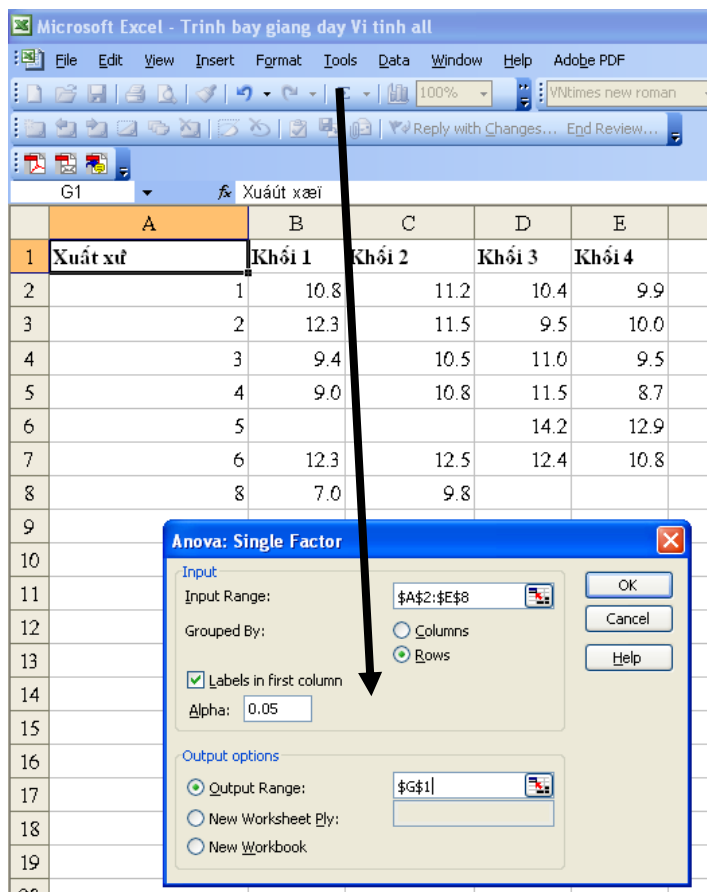 Microsoft Excel - Trinh bay giang day Vi tinh all
File Edit View Insert Format Tools Data Window Help Adobe PDF
100% VNtimes new roman
Reply with Changes... End Review...
G1 fx Xuáút xæï
A B C D E
1 Xuất xứ Khối 1 Khối 2 Khối 3 Khối 4
2 1 10.8 11.2 10.4 9.9
3 2 12.3 11.5 9.5 10.0
4 3 9.4 10.5 11.0 9.5
5 4 9.0 10.8 11.5 8.7
6 5 14.2 12.9
7 6 12.3 12.5 12.4 10.8
8 8 7.0 9.8
9
Anova: Single Factor
10
Input
11 Input Range: $A$2:$E$8 OK
12 Grouped By: Columns Cancel
13 Rows Help
14 Labels in first column
Alpha: 0.05
15
16 Output options
17 Output Range: $G$1
18 New Worksheet Ply:
19 New Workbook